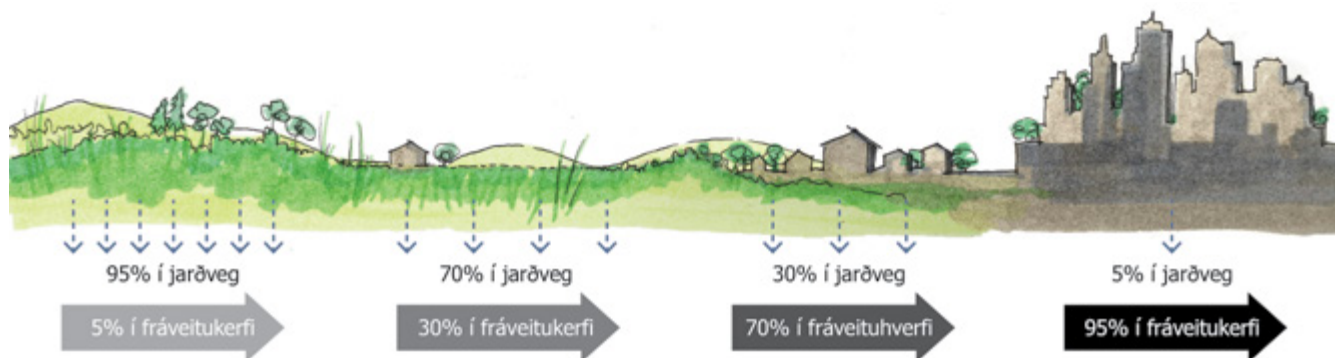 95% í jarðveg
70% í jarðveg
30% í jarðveg
5% í jarðveg
5% í fráveitukerfi
30% í fráveitukerfi
70% í fráveituhverfi
95% í fráveitukerfi